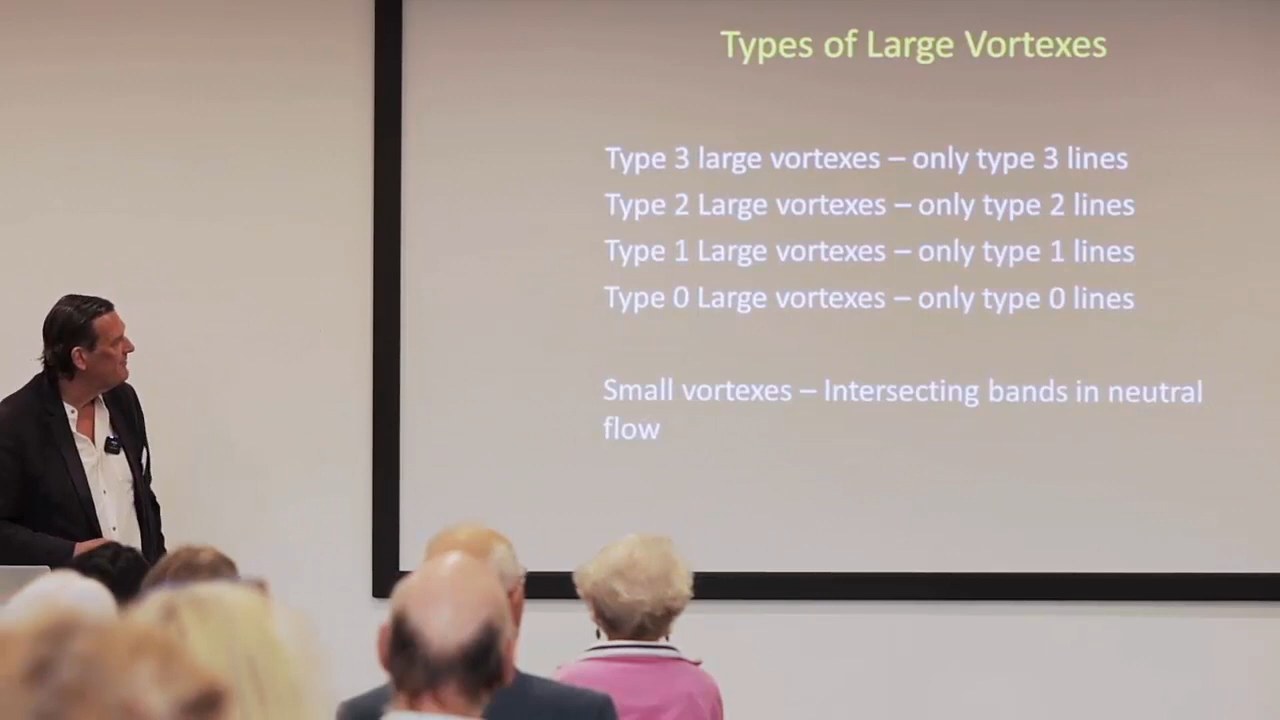 Types of Large Vortexes
Type 3 large vortexes – only type 3 lines
Type 2 Large vortexes – only type 2 lines
Type 1 Large vortexes – only type 1 lines
Type 0 Large vortexes – only type 0 lines
Small vortexes – Intersecting bands in neutral
flow